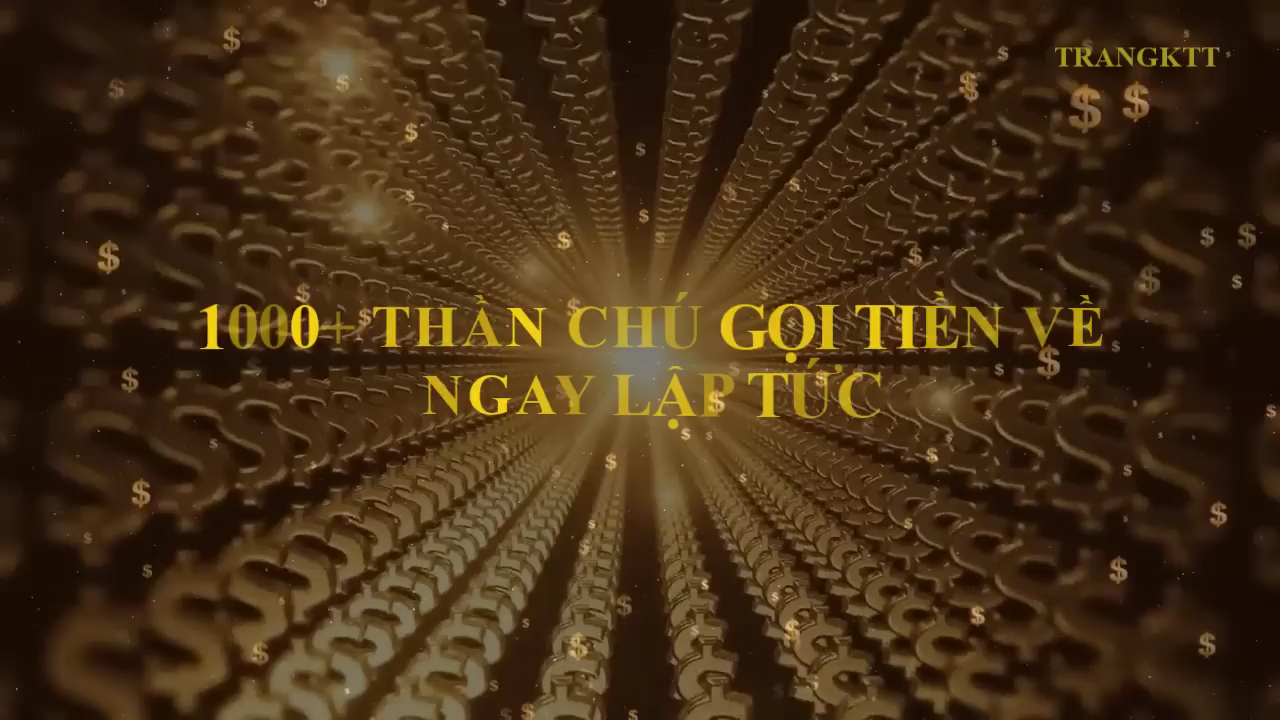 TRANGKTT
1000+ THẦN CHÚ GỌI TIỀN VỀ
NGAY LẬP TỨC